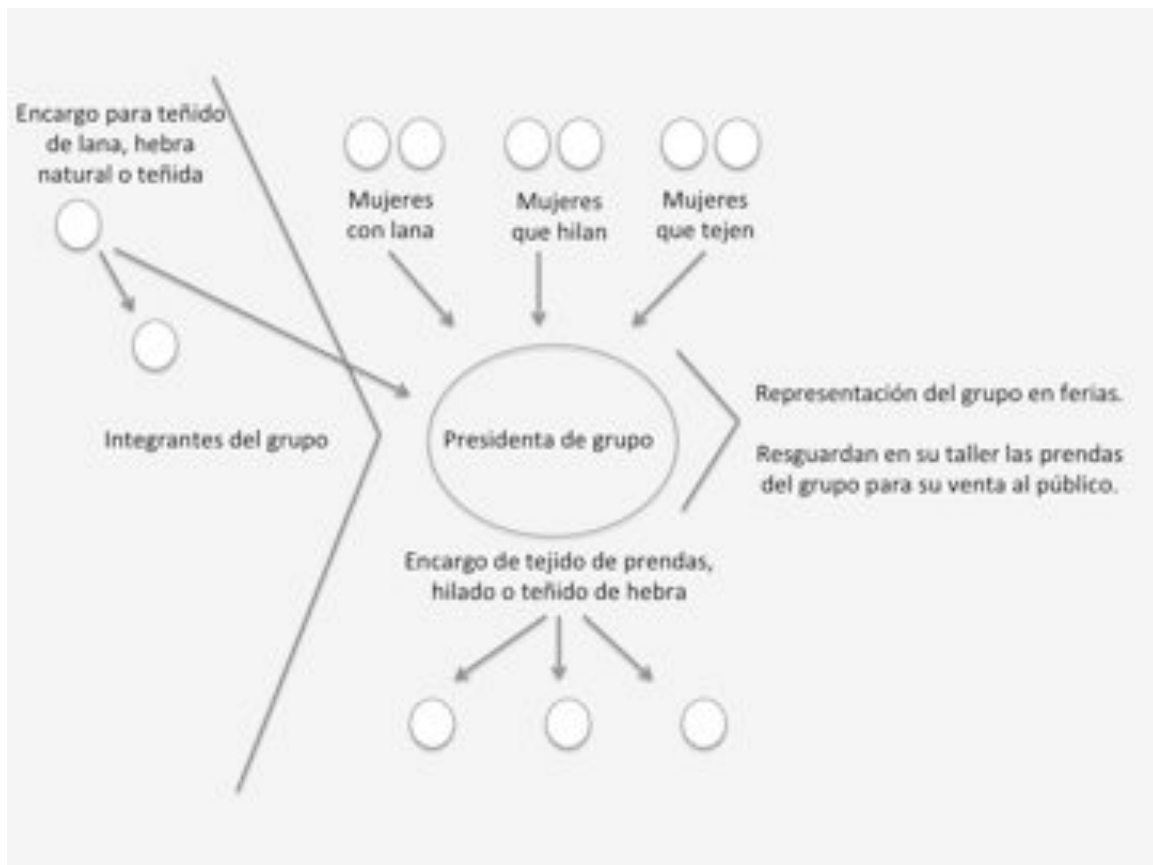 Encargo para teñido
de lana, hebra
natural o teñida
Mujeres
con lana
Mujeres
que hilan
Mujeres
que tejen
Integrantes del grupo
Presidenta de grupo
Representación del grupo en ferias.
Resguardan en su taller las prendas
del grupo para su venta al público.
Encargo de tejido de prendas,
hilado o teñido de hebra